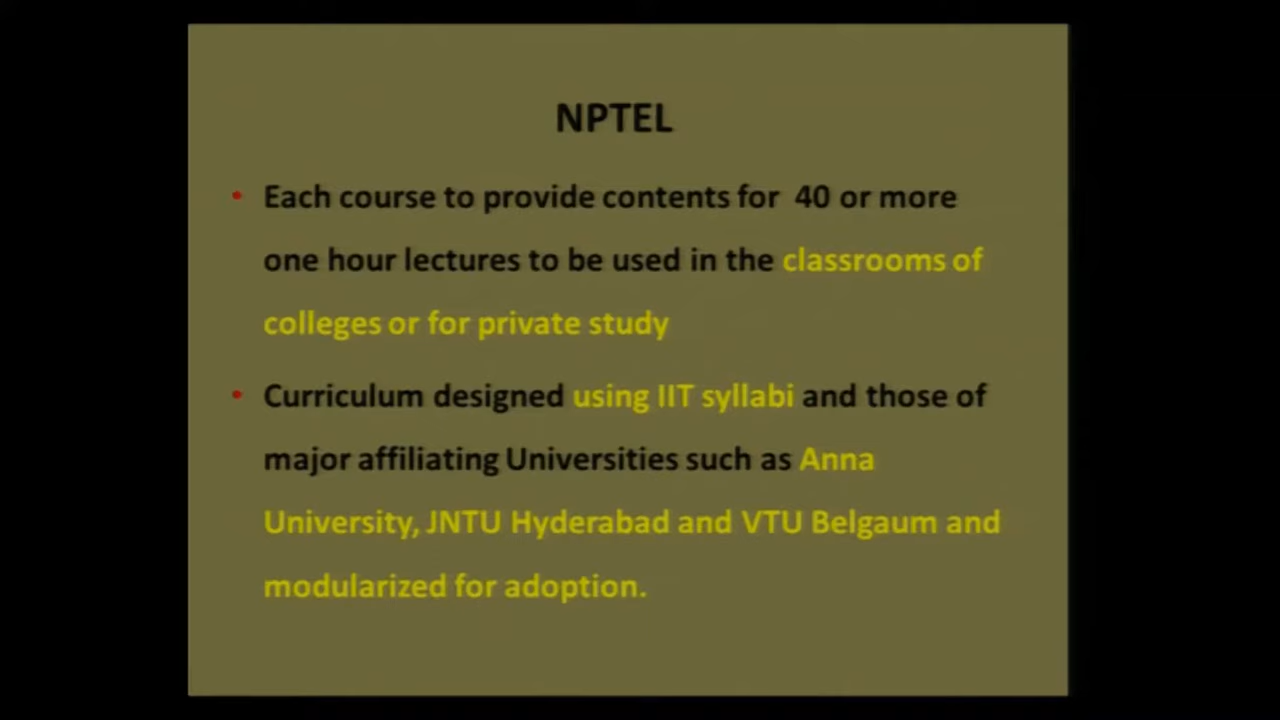 NPTEL
• Each course to provide contents for 40 or more
one hour lectures to be used in the classrooms of
colleges or for private study
• Curriculum designed using IIT syllabi and those of
major affiliating Universities such as Anna
University, JNTU Hyderabad and VTU Belgaum and
modularized for adoption.